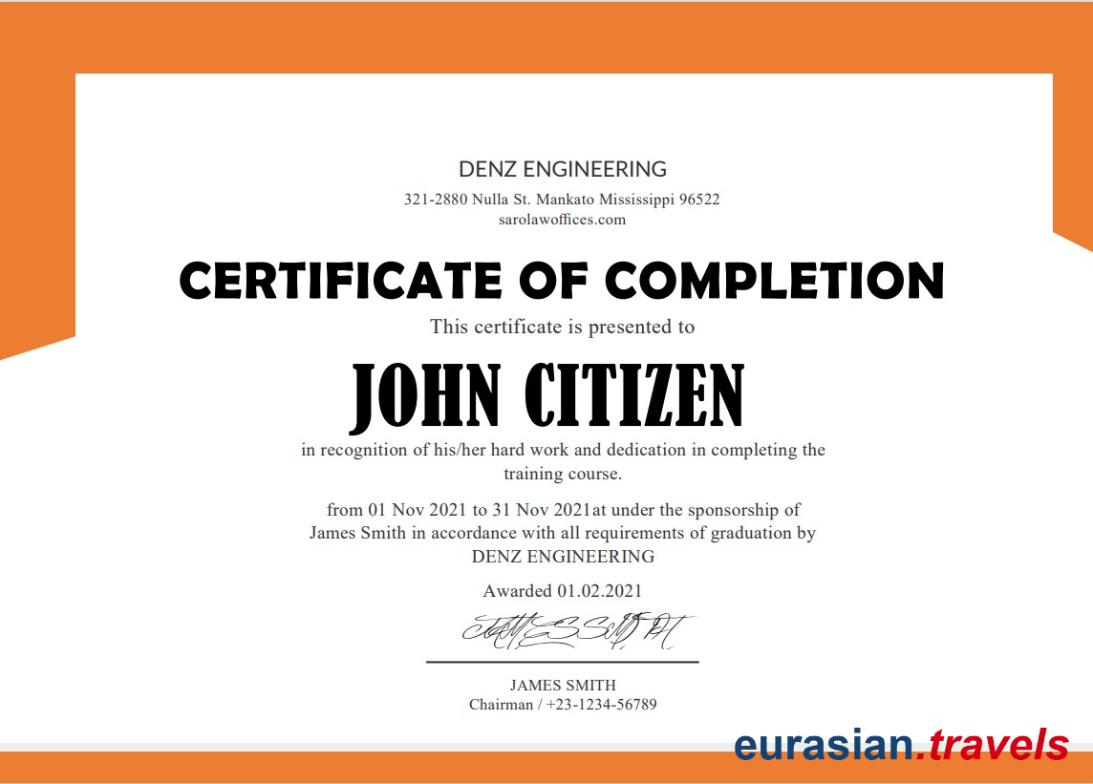 DENZ ENGINEERING
321-2880 Nulla St. Mankato Mississippi 96522
sarolawoffices.com
CERTIFICATE OF COMPLETION
This certificate is presented to
JOHN CITIZEN
in recognition of his/her hard work and dedication in completing the
training course.
from 01 Nov 2021 to 31 Nov 2021at under the sponsorship of
James Smith in accordance with all requirements of graduation by
DENZ ENGINEERING
Awarded 01.02.2021
JAMES SMITH
Chairman / +23-1234-56789
eurasian.travels